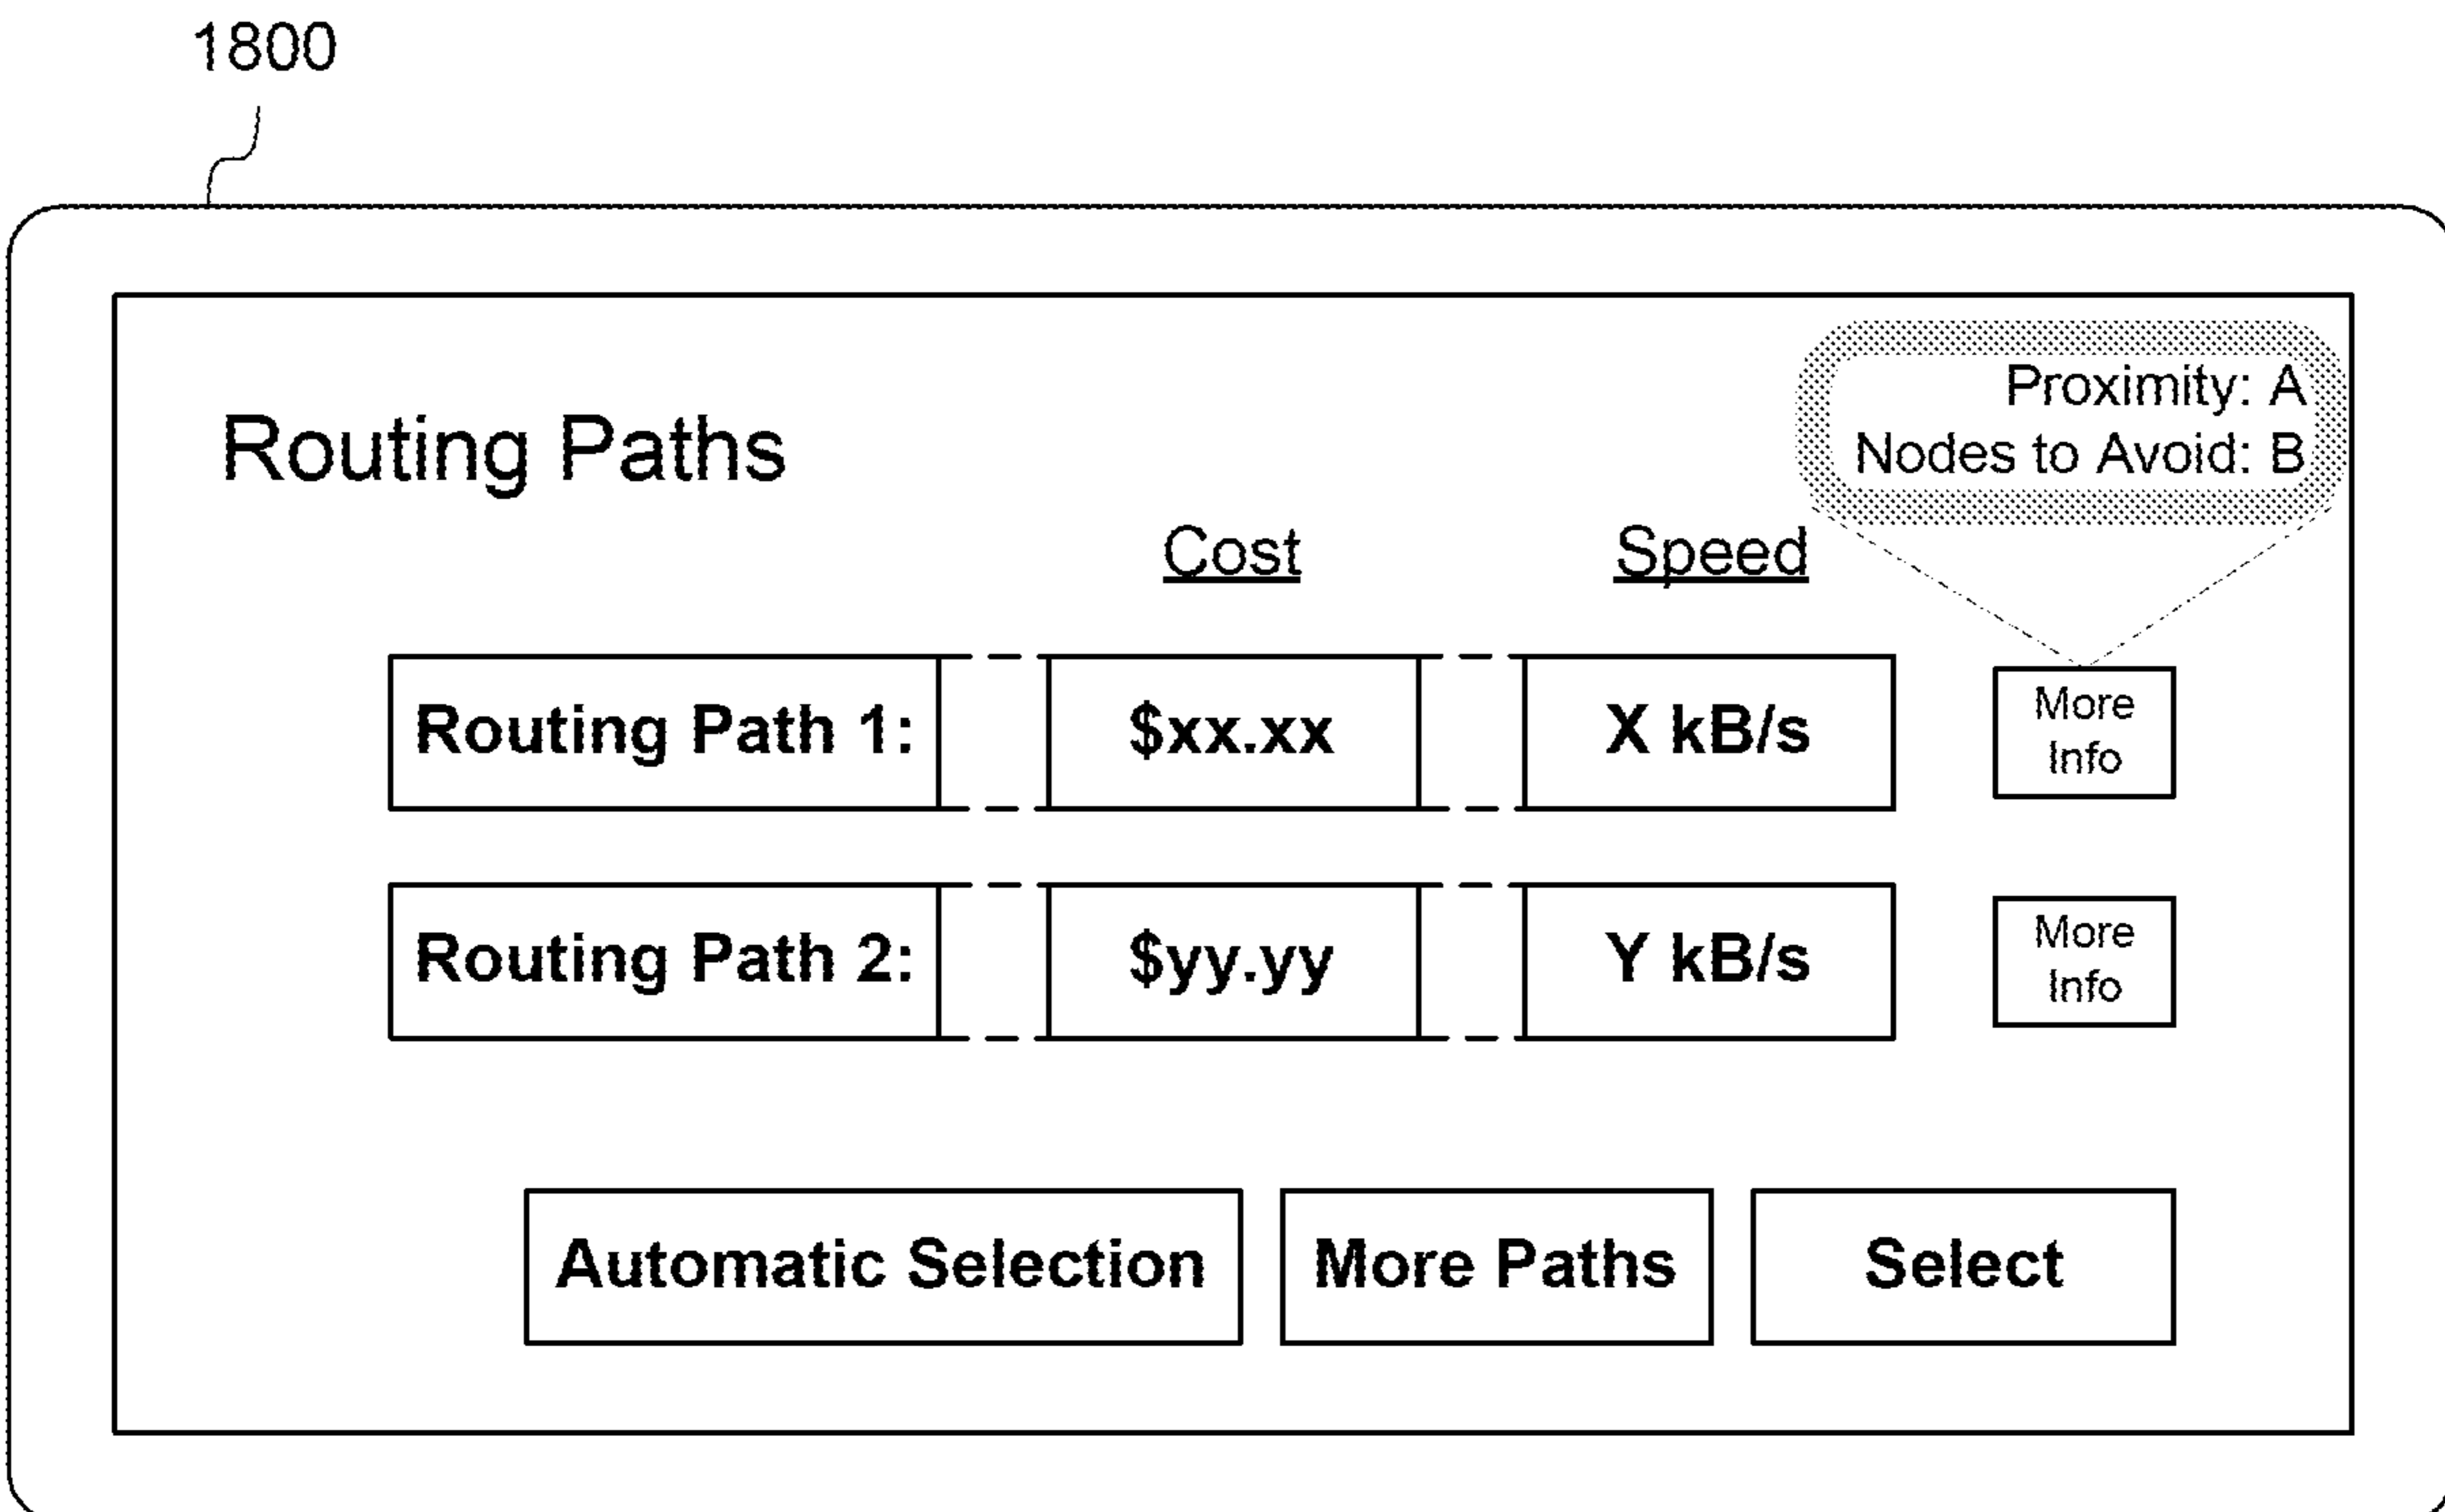 1800
Proximity: A
Nodes to Avoid: B
Routing Paths
Cost Speed
Routing Path 1: $xx.xx X kB/s More Info
Routing Path 2: $yy.yy Y kB/s More Info
Automatic Selection More Paths Select